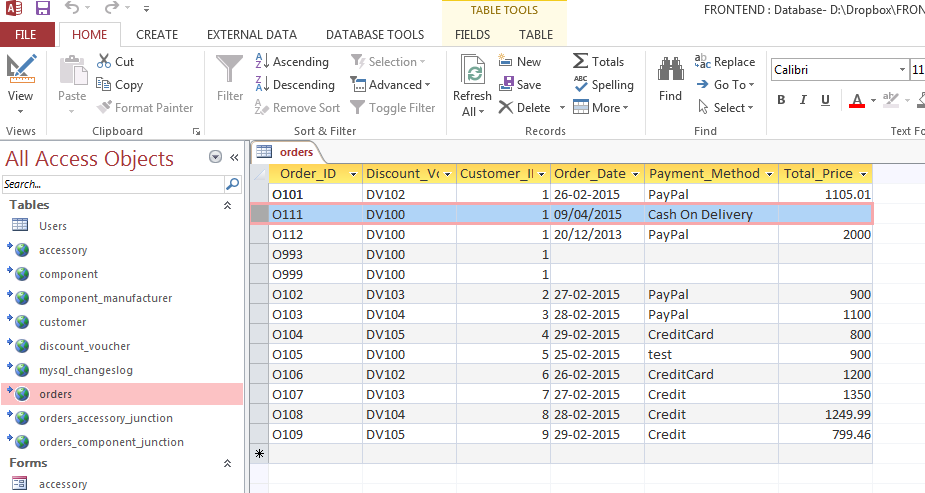 TABLE TOOLS
FRONTEND : Database- D:\Dropbox\FRON
FILE HOME CREATE EXTERNAL DATA DATABASE TOOLS FIELDS TABLE
View
Views
Paste
Cut
Copy
Format Painter
Clipboard
Filter
Ascending
Descending
Remove Sort
Selection
Advanced
Toggle Filter
Sort & Filter
Refresh
All
New
Save
Delete
Totals
Spelling
More
Records
Find
Replace
Go To
Select
Find
Calibri 11
B I U A ab
Text Fo
All Access Objects
Search...
Tables
Users
accessory
component
component_manufacturer
customer
discount_voucher
mysql_changeslog
orders
orders_accessory_junction
orders_component_junction
Forms
accessory
orders
Order_ID Discount_Vo Customer_II Order_Date Payment_Method Total_Price
O101 DV102 1 26-02-2015 PayPal 1105.01
O111 DV100 1 09/04/2015 Cash On Delivery
O112 DV100 1 20/12/2013 PayPal 2000
O993 DV100 1
O999 DV100 1
O102 DV103 2 27-02-2015 PayPal 900
O103 DV104 3 28-02-2015 PayPal 1100
O104 DV105 4 29-02-2015 CreditCard 800
O105 DV100 5 25-02-2015 test 900
O106 DV102 6 26-02-2015 CreditCard 1200
O107 DV103 7 27-02-2015 Credit 1350
O108 DV104 8 28-02-2015 Credit 1249.99
O109 DV105 9 29-02-2015 Credit 799.46